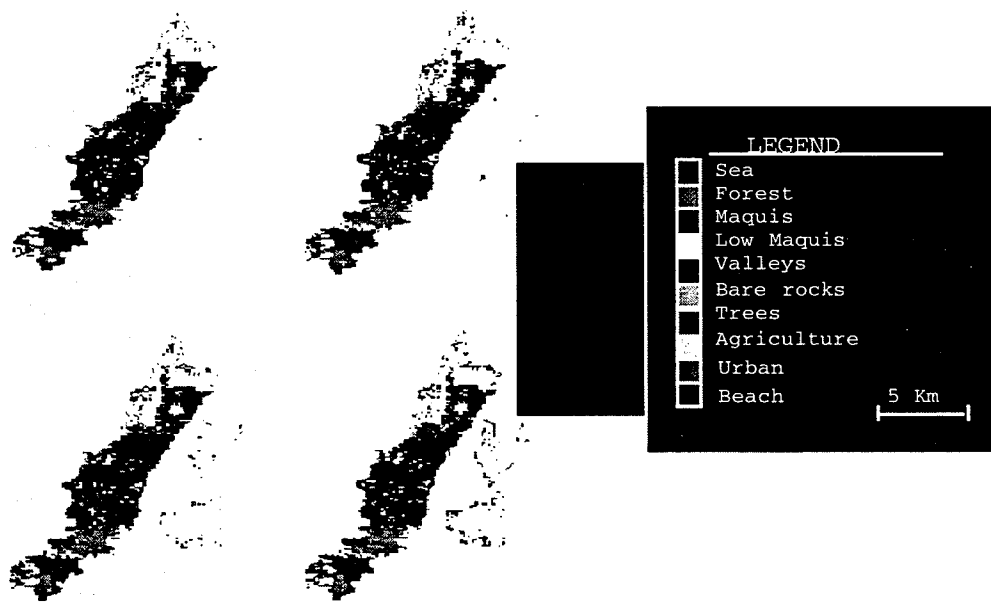 LEGEND
Sea
Forest
Maquis
Low Maquis
Valleys
Bare rocks
Trees
Agriculture
Urban
Beach
5 Km